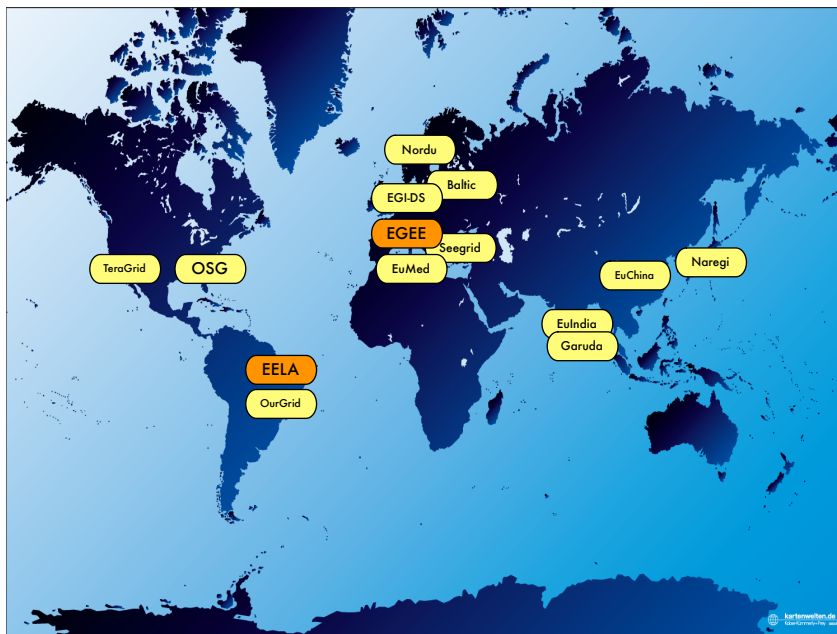 Nordu
Baltic
EGI-DS
EGEE
Seegrid
EuMed
TeraGrid
OSG
EuChina
Naregi
EuIndia
Garuda
EELA
OurGrid
kartenwelten.de